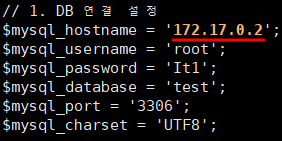 // 1. DB 연결 설정
$mysql_hostname = '172.17.0.2';
$mysql_username = 'root';
$mysql_password = 'It1';
$mysql_database = 'test';
$mysql_port = '3306';
$mysql_charset = 'UTF8';